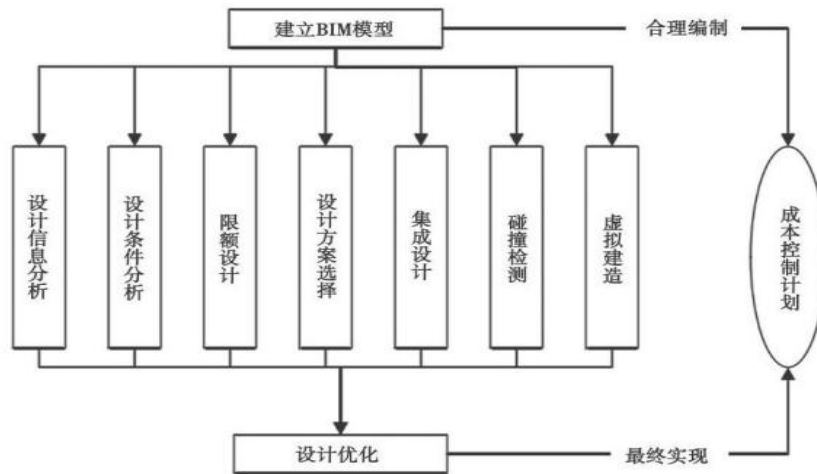 建立BIM模型
合理编制
设计信息分析
设计条件分析
限额设计
设计方案选择
集成设计
碰撞检测
虚拟建造
成本控制计划
设计优化
最终实现